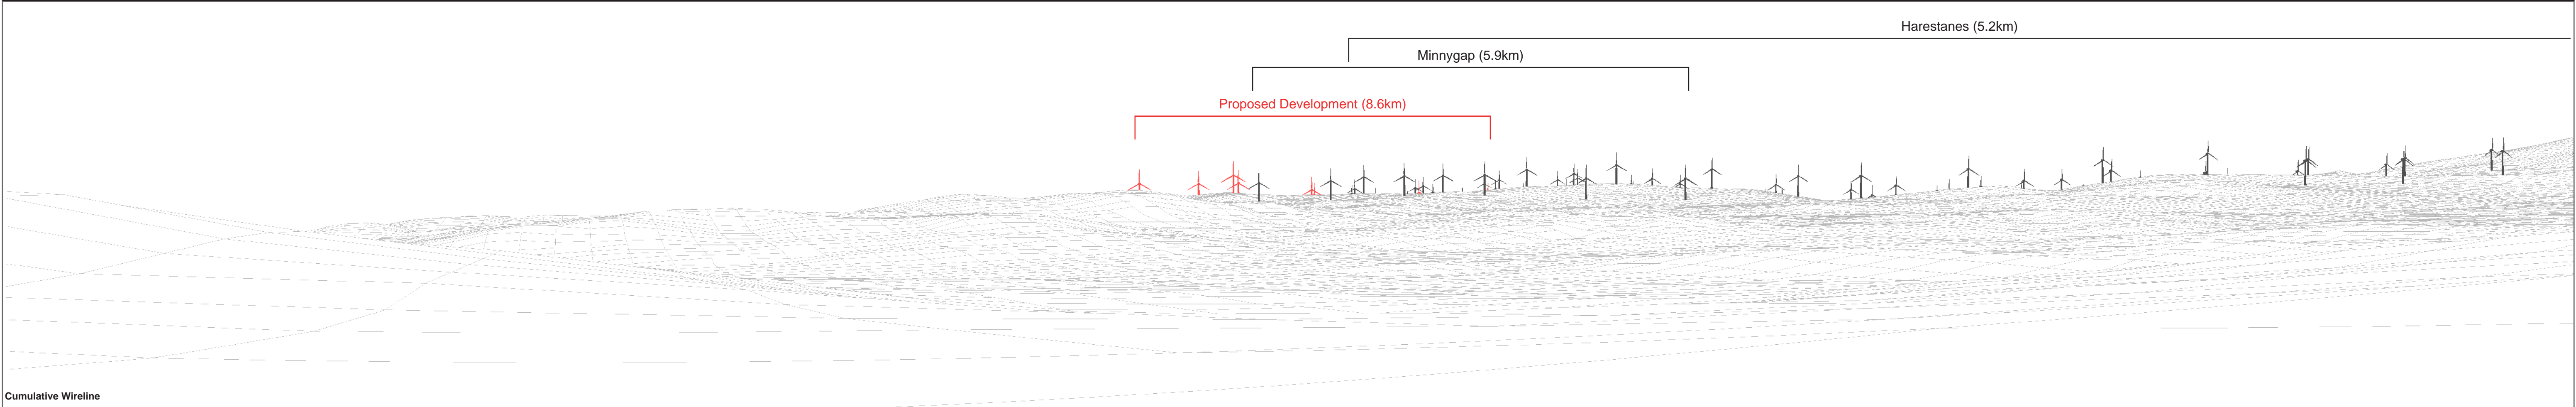 Harestanes (5.2km)
Minnygap (5.9km)
Proposed Development (8.6km)
Cumulative Wireline